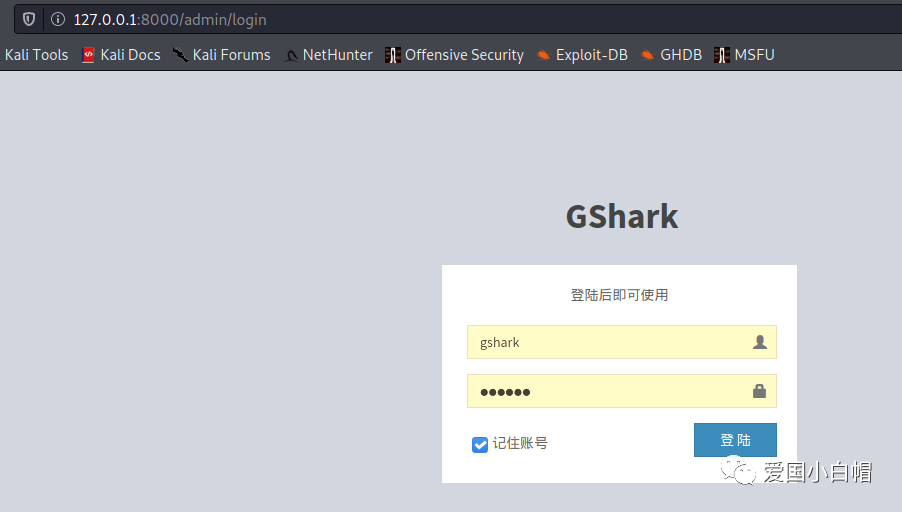 127.0.0.1:8000/admin/login
Kali Tools Kali Docs Kali Forums NetHunter Offensive Security Exploit-DB GHDB MSFU
GShark
登陆后即可使用
gshark
●●●●●●
记住账号 登 陆
爱国小白帽